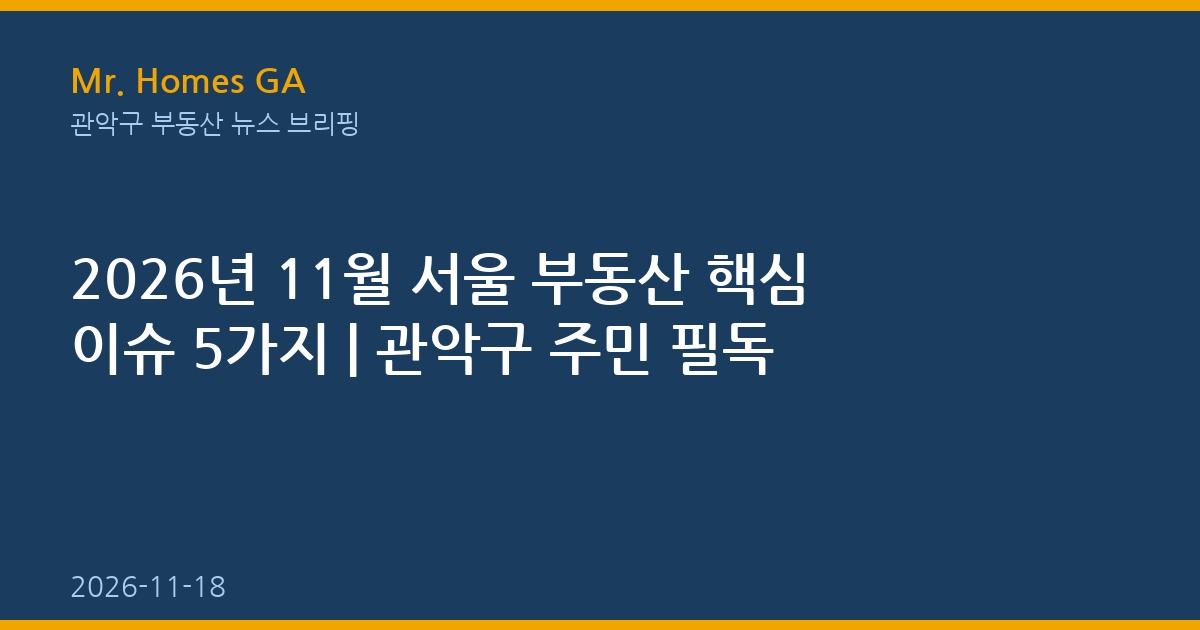 Mr. Homes GA
관악구 부동산 뉴스 브리핑
2026년 11월 서울 부동산 핵심
이슈 5가지 | 관악구 주민 필독
2026-11-18